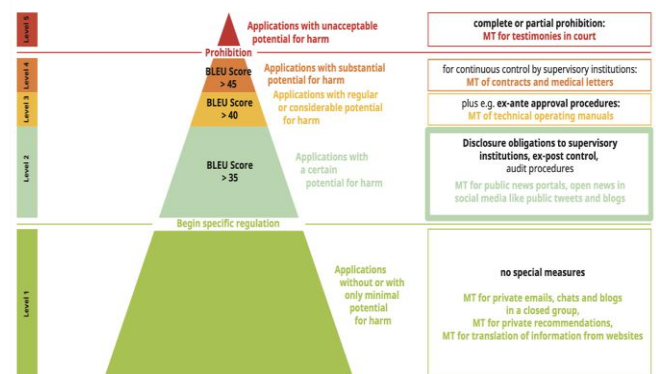 Level 5
Applications with unacceptable
potential for harm
complete or partial prohibition:
MT for testimonies in court
Prohibition
Level 4
BLEU Score
> 45
Applications with substantial
potential for harm
for continuous control by supervisory institutions:
MT of contracts and medical letters
Level 3
BLEU Score
> 40
Applications with regular
or considerable potential
for harm
plus e.g. ex-ante approval procedures:
MT of technical operating manuals
Level 2
BLEU Score
> 35
Applications with
a certain
potential for harm
Disclosure obligations to supervisory
institutions, ex-post control,
audit procedures
MT for public news portals, open news in
social media like public tweets and blogs
Begin specific regulation
Level 1
Applications
without or with
only minimal
potential
for harm
no special measures
MT for private emails, chats and blogs
in a closed group,
MT for private recommendations,
MT for translation of information from websites